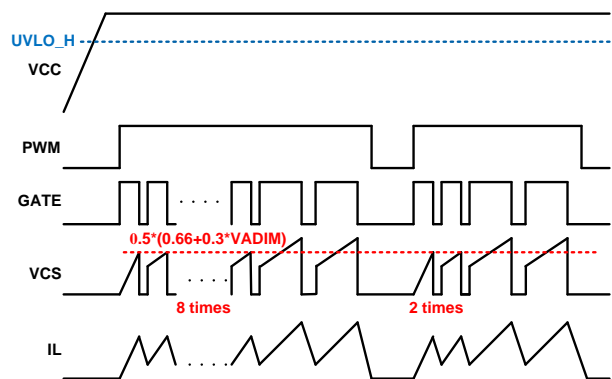 UVLO_H
VCC
PWM
GATE
0.5*(0.66+0.3*VADIM)
VCS
8 times
2 times
IL